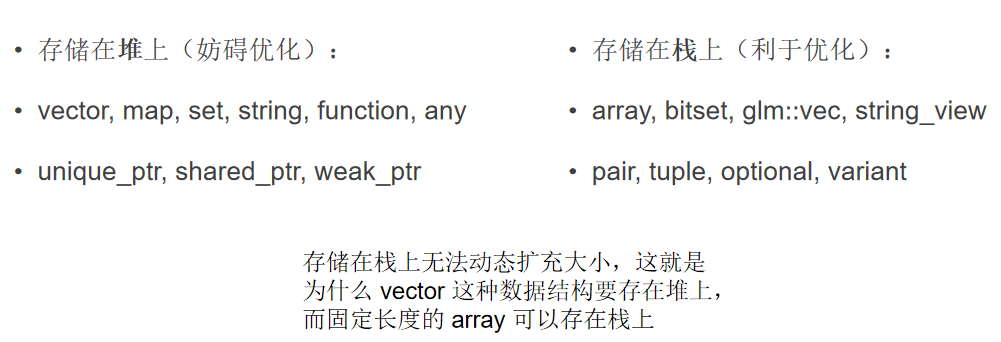 • 存储在堆上（妨碍优化）：
• vector, map, set, string, function, any
• unique_ptr, shared_ptr, weak_ptr
• 存储在栈上（利于优化）：
• array, bitset, glm::vec, string_view
• pair, tuple, optional, variant
存储在栈上无法动态扩充大小，这就是
为什么 vector 这种数据结构要存在堆上，
而固定长度的 array 可以存在栈上